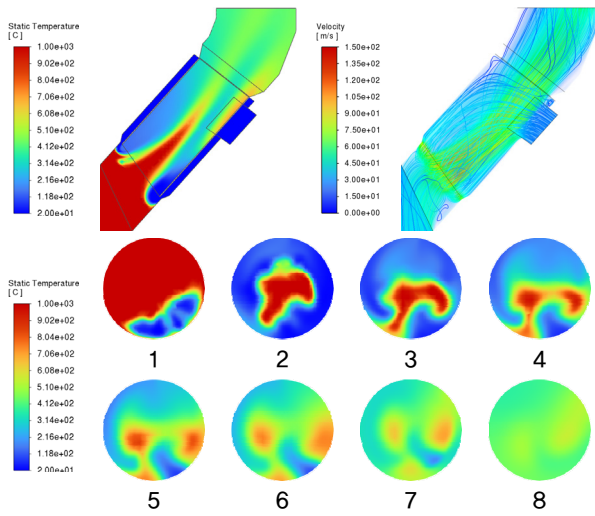 Static Temperature
[ C ]
1.00e+03
9.02e+02
8.04e+02
7.06e+02
6.08e+02
5.10e+02
4.12e+02
3.14e+02
2.16e+02
1.18e+02
2.00e+01
Velocity
[ m/s ]
1.50e+02
1.35e+02
1.20e+02
1.05e+02
9.00e+01
7.50e+01
6.00e+01
4.50e+01
3.00e+01
1.50e+01
0.00e+00
Static Temperature
[ C ]
1.00e+03
9.02e+02
8.04e+02
7.06e+02
6.08e+02
5.10e+02
4.12e+02
3.14e+02
2.16e+02
1.18e+02
2.00e+01
1 2 3 4
5 6 7 8